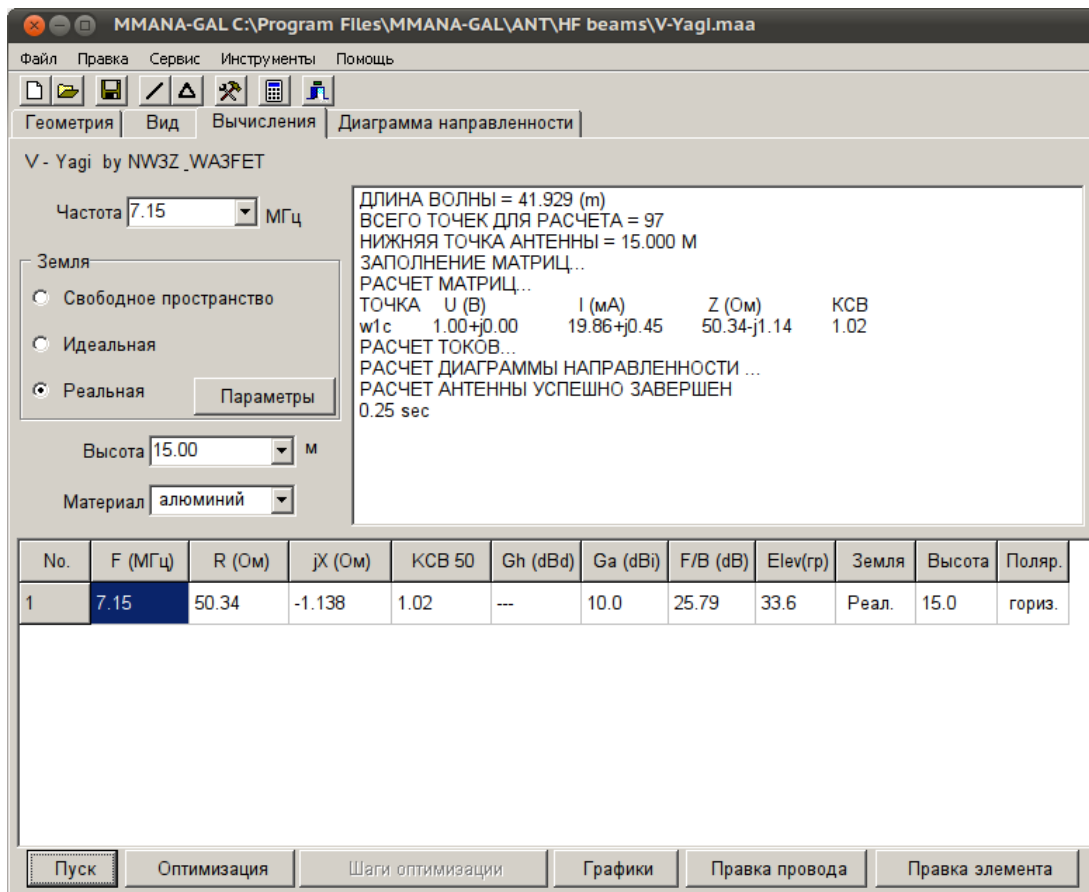 MMANA-GAL C:\Program FIles\MMANA-GAL\ANT\HF beams\V-YagI.maa
Файл Правка Сервис Инструменты Помощь
Геометрия Вид Вычисления Диаграмма направленности
V - Yagi by NW3Z_WA3FET
Частота 7.15 МГц
Земля
Свободное пространство
Идеальная
Реальная Параметры
Высота 15.00 м
Материал алюминий
ДЛИНА ВОЛНЫ = 41.929 (m)
ВСЕГО ТОЧЕК ДЛЯ РАСЧЕТА = 97
НИЖНЯЯ ТОЧКА АНТЕННЫ = 15.000 М
ЗАПОЛНЕНИЕ МАТРИЦ...
РАСЧЕТ МАТРИЦ...
ТОЧКА U (В) I (мА) Z (Ом) КСВ
w1c 1.00+j0.00 19.86+j0.45 50.34-j1.14 1.02
РАСЧЕТ ТОКОВ...
РАСЧЕТ ДИАГРАММЫ НАПРАВЛЕННОСТИ ...
РАСЧЕТ АНТЕННЫ УСПЕШНО ЗАВЕРШЕН
0.25 sec
No. F (МГц) R (Ом) jX (Ом) КСВ 50 Gh (dBd) Ga (dBi) F/B (dB) Elev(гр) Земля Высота Поляр.
1 7.15 50.34 -1.138 1.02 --- 10.0 25.79 33.6 Реал. 15.0 гориз.
Пуск Оптимизация Шаги оптимизации Графики Правка провода Правка элемента